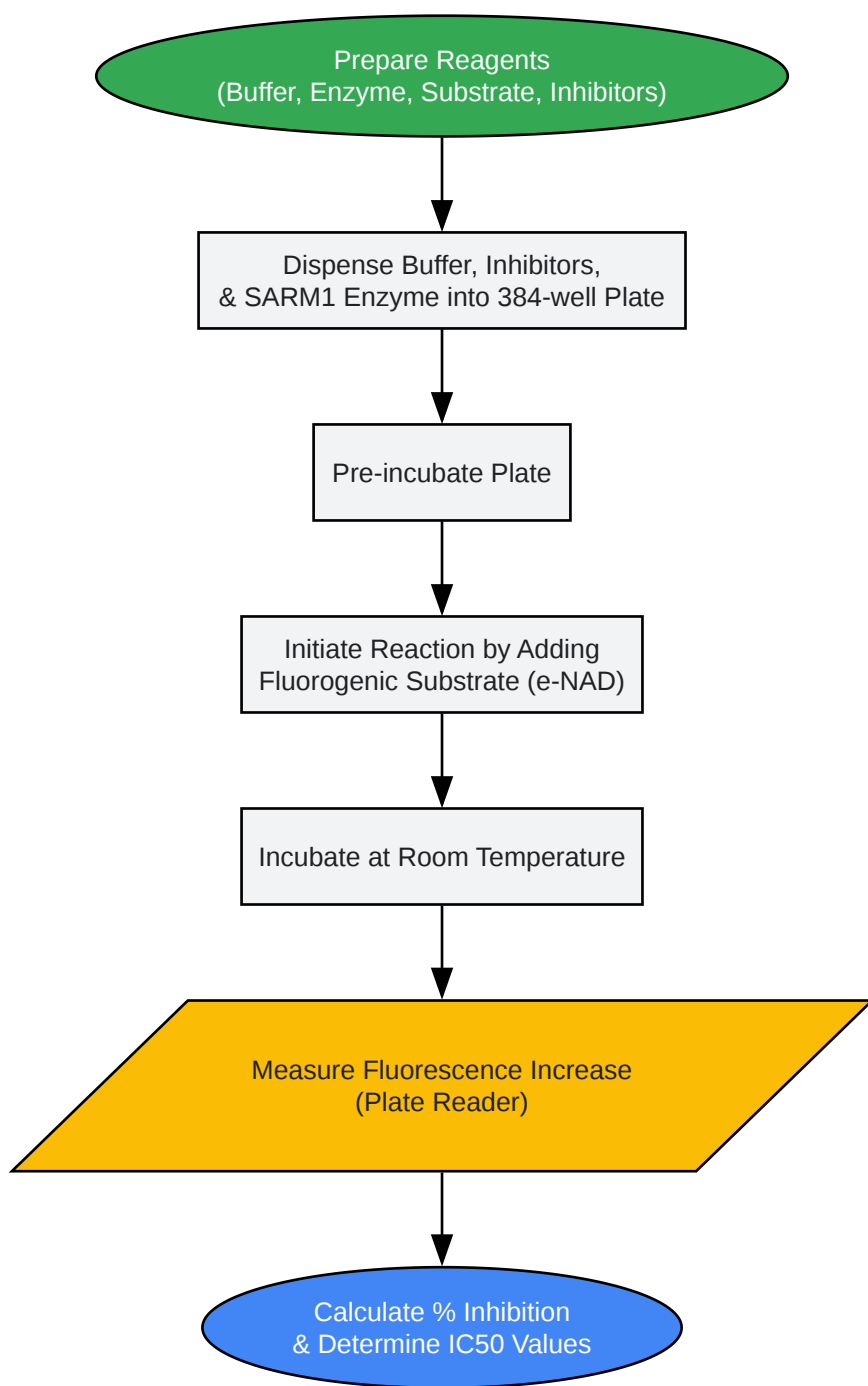 Prepare Reagents
(Buffer, Enzyme, Substrate, Inhibitors)
Dispense Buffer, Inhibitors,
& SARM1 Enzyme into 384-well Plate
Pre-incubate Plate
Initiate Reaction by Adding
Fluorogenic Substrate (e-NAD)
Incubate at Room Temperature
Measure Fluorescence Increase
(Plate Reader)
Calculate % Inhibition
& Determine IC50 Values